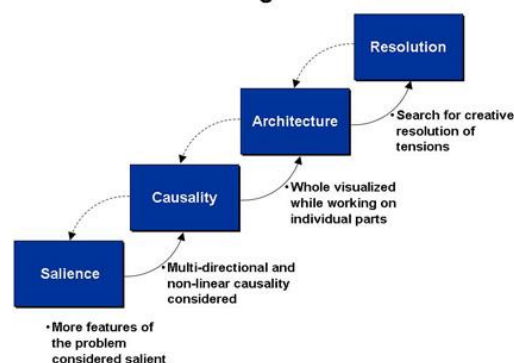 Resolution
Architecture
• Search for creative
resolution of
tensions
Causality
• Whole visualized
while working on
individual parts
Salience
• Multi-directional and
non-linear causality
considered
• More features of
the problem
considered salient